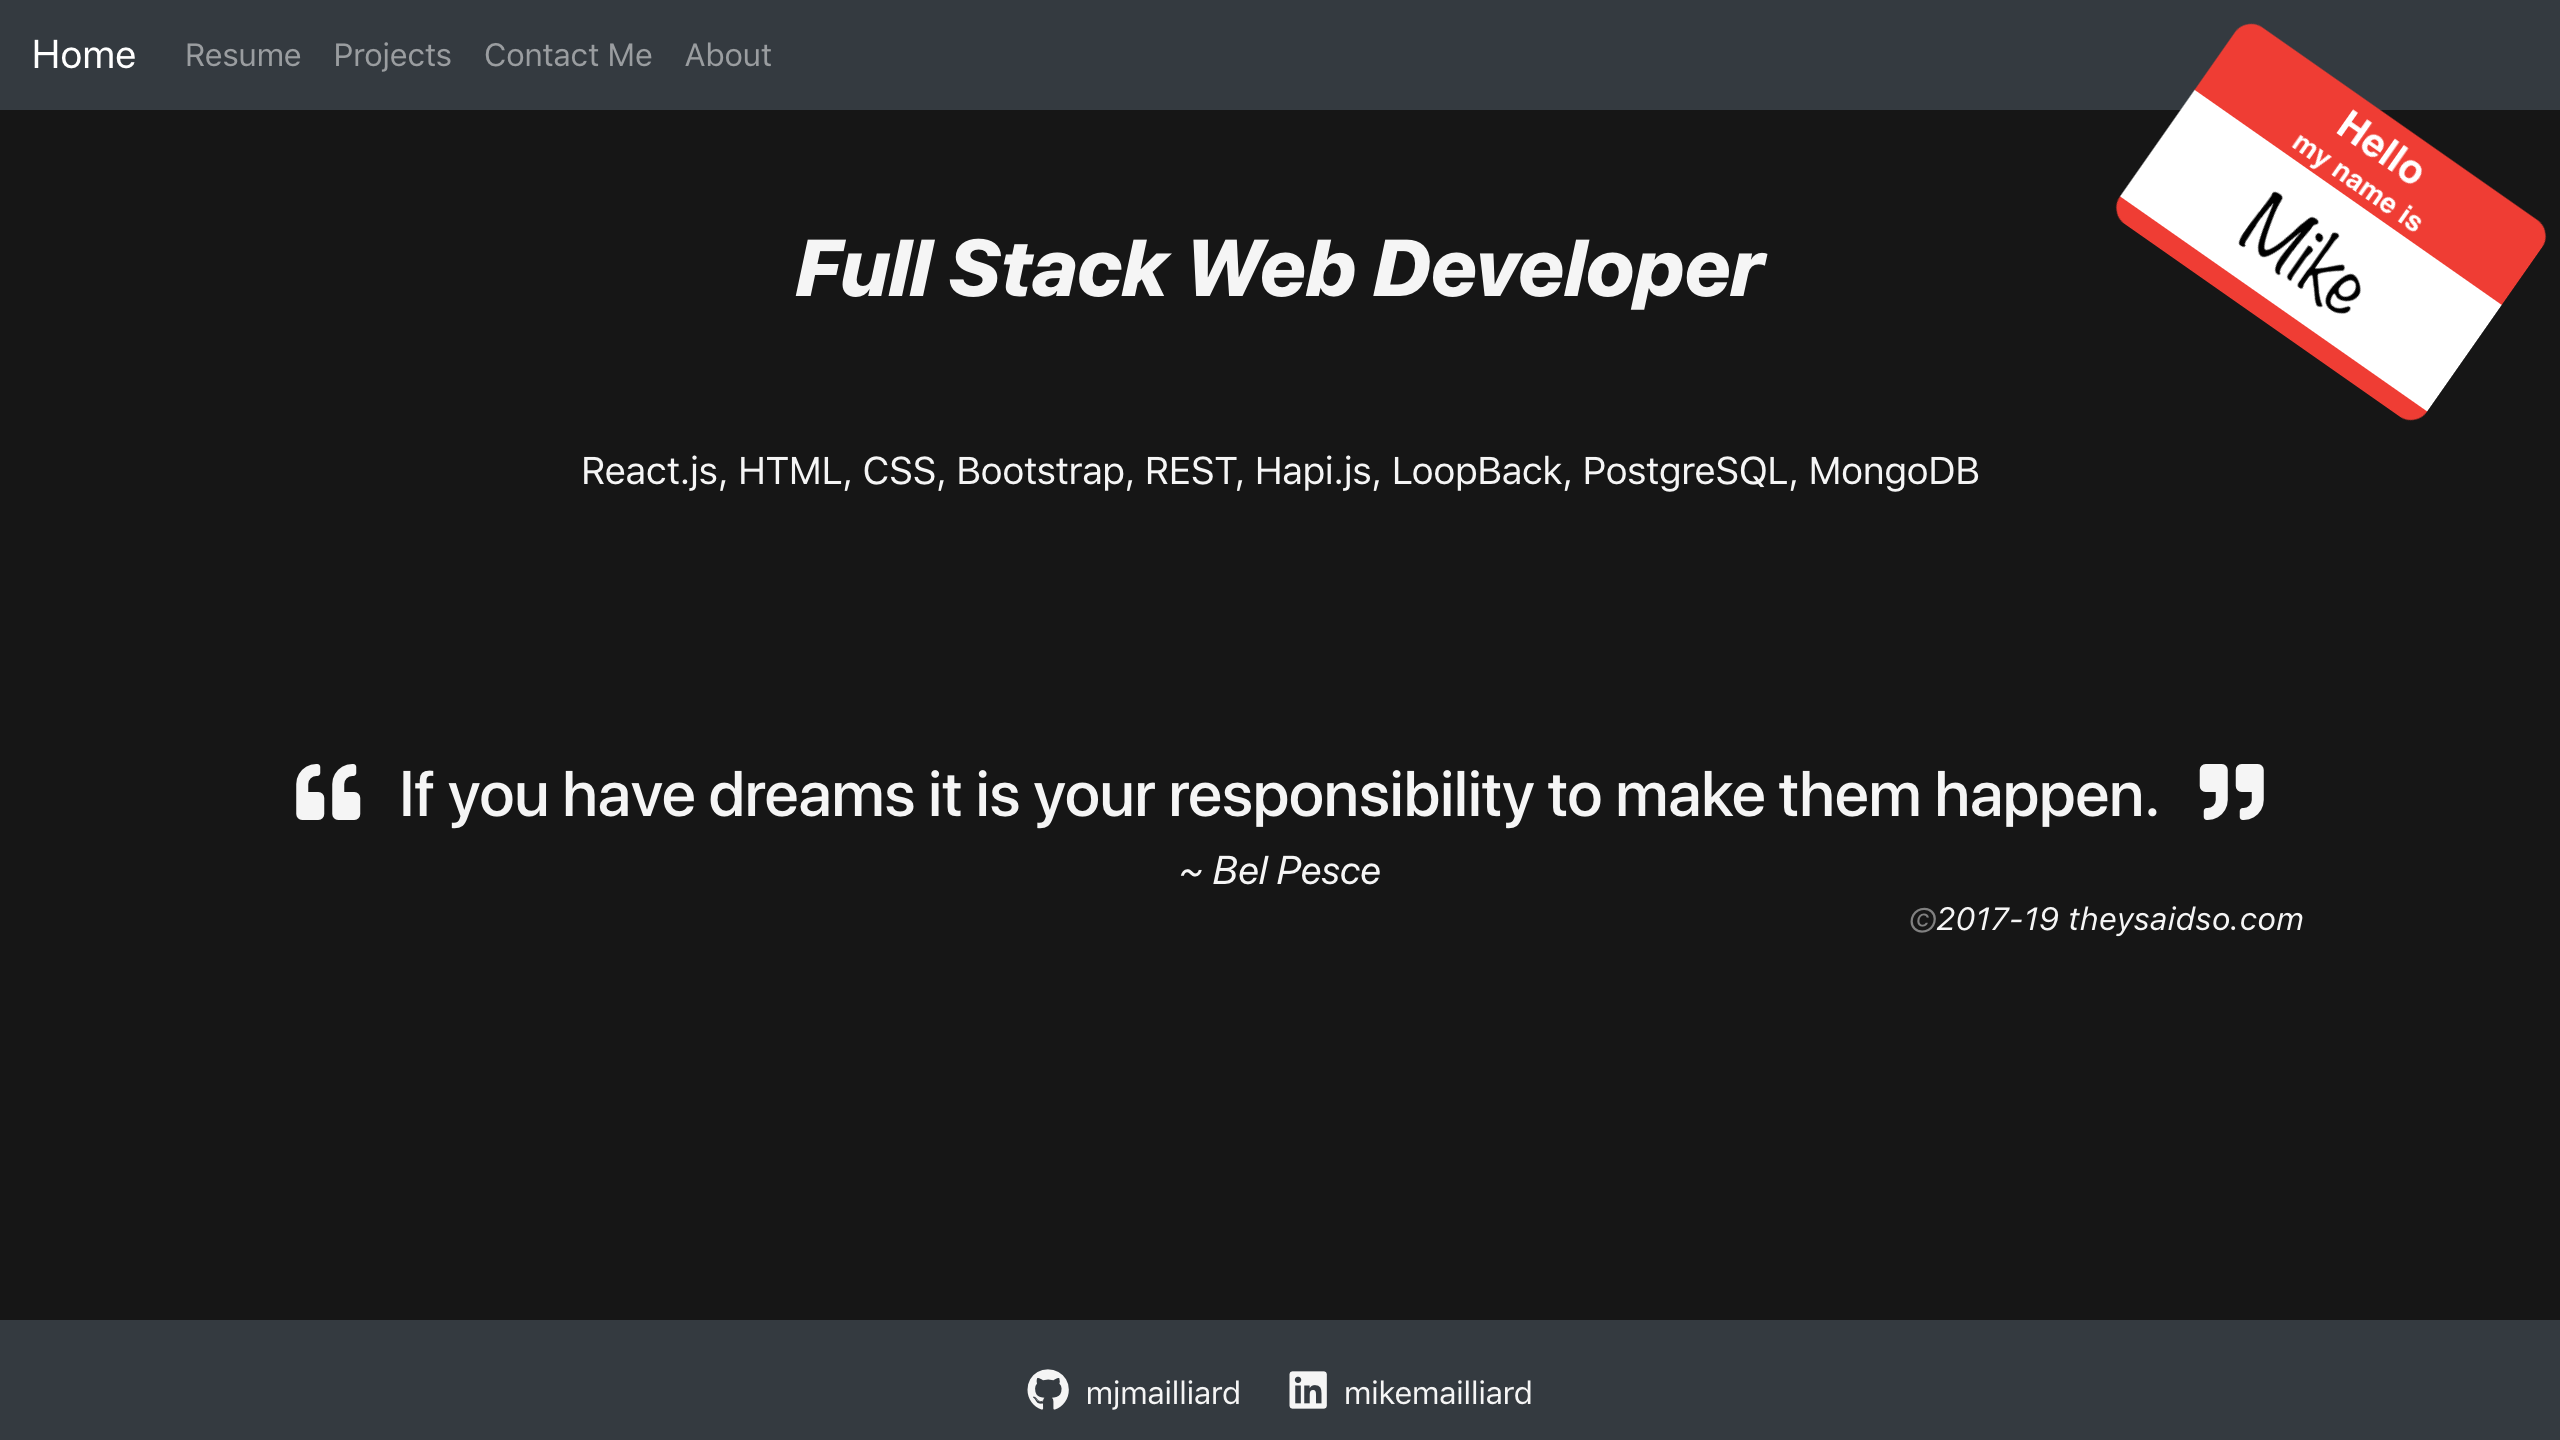 Home Resume Projects Contact Me About
Hello
my name is
Mike
Full Stack Web Developer
React.js, HTML, CSS, Bootstrap, REST, Hapi.js, LoopBack, PostgreSQL, MongoDB
“ If you have dreams it is your responsibility to make them happen. ”
~ Bel Pesce
©2017-19 theysaidso.com
mjmailliard mikemailliard